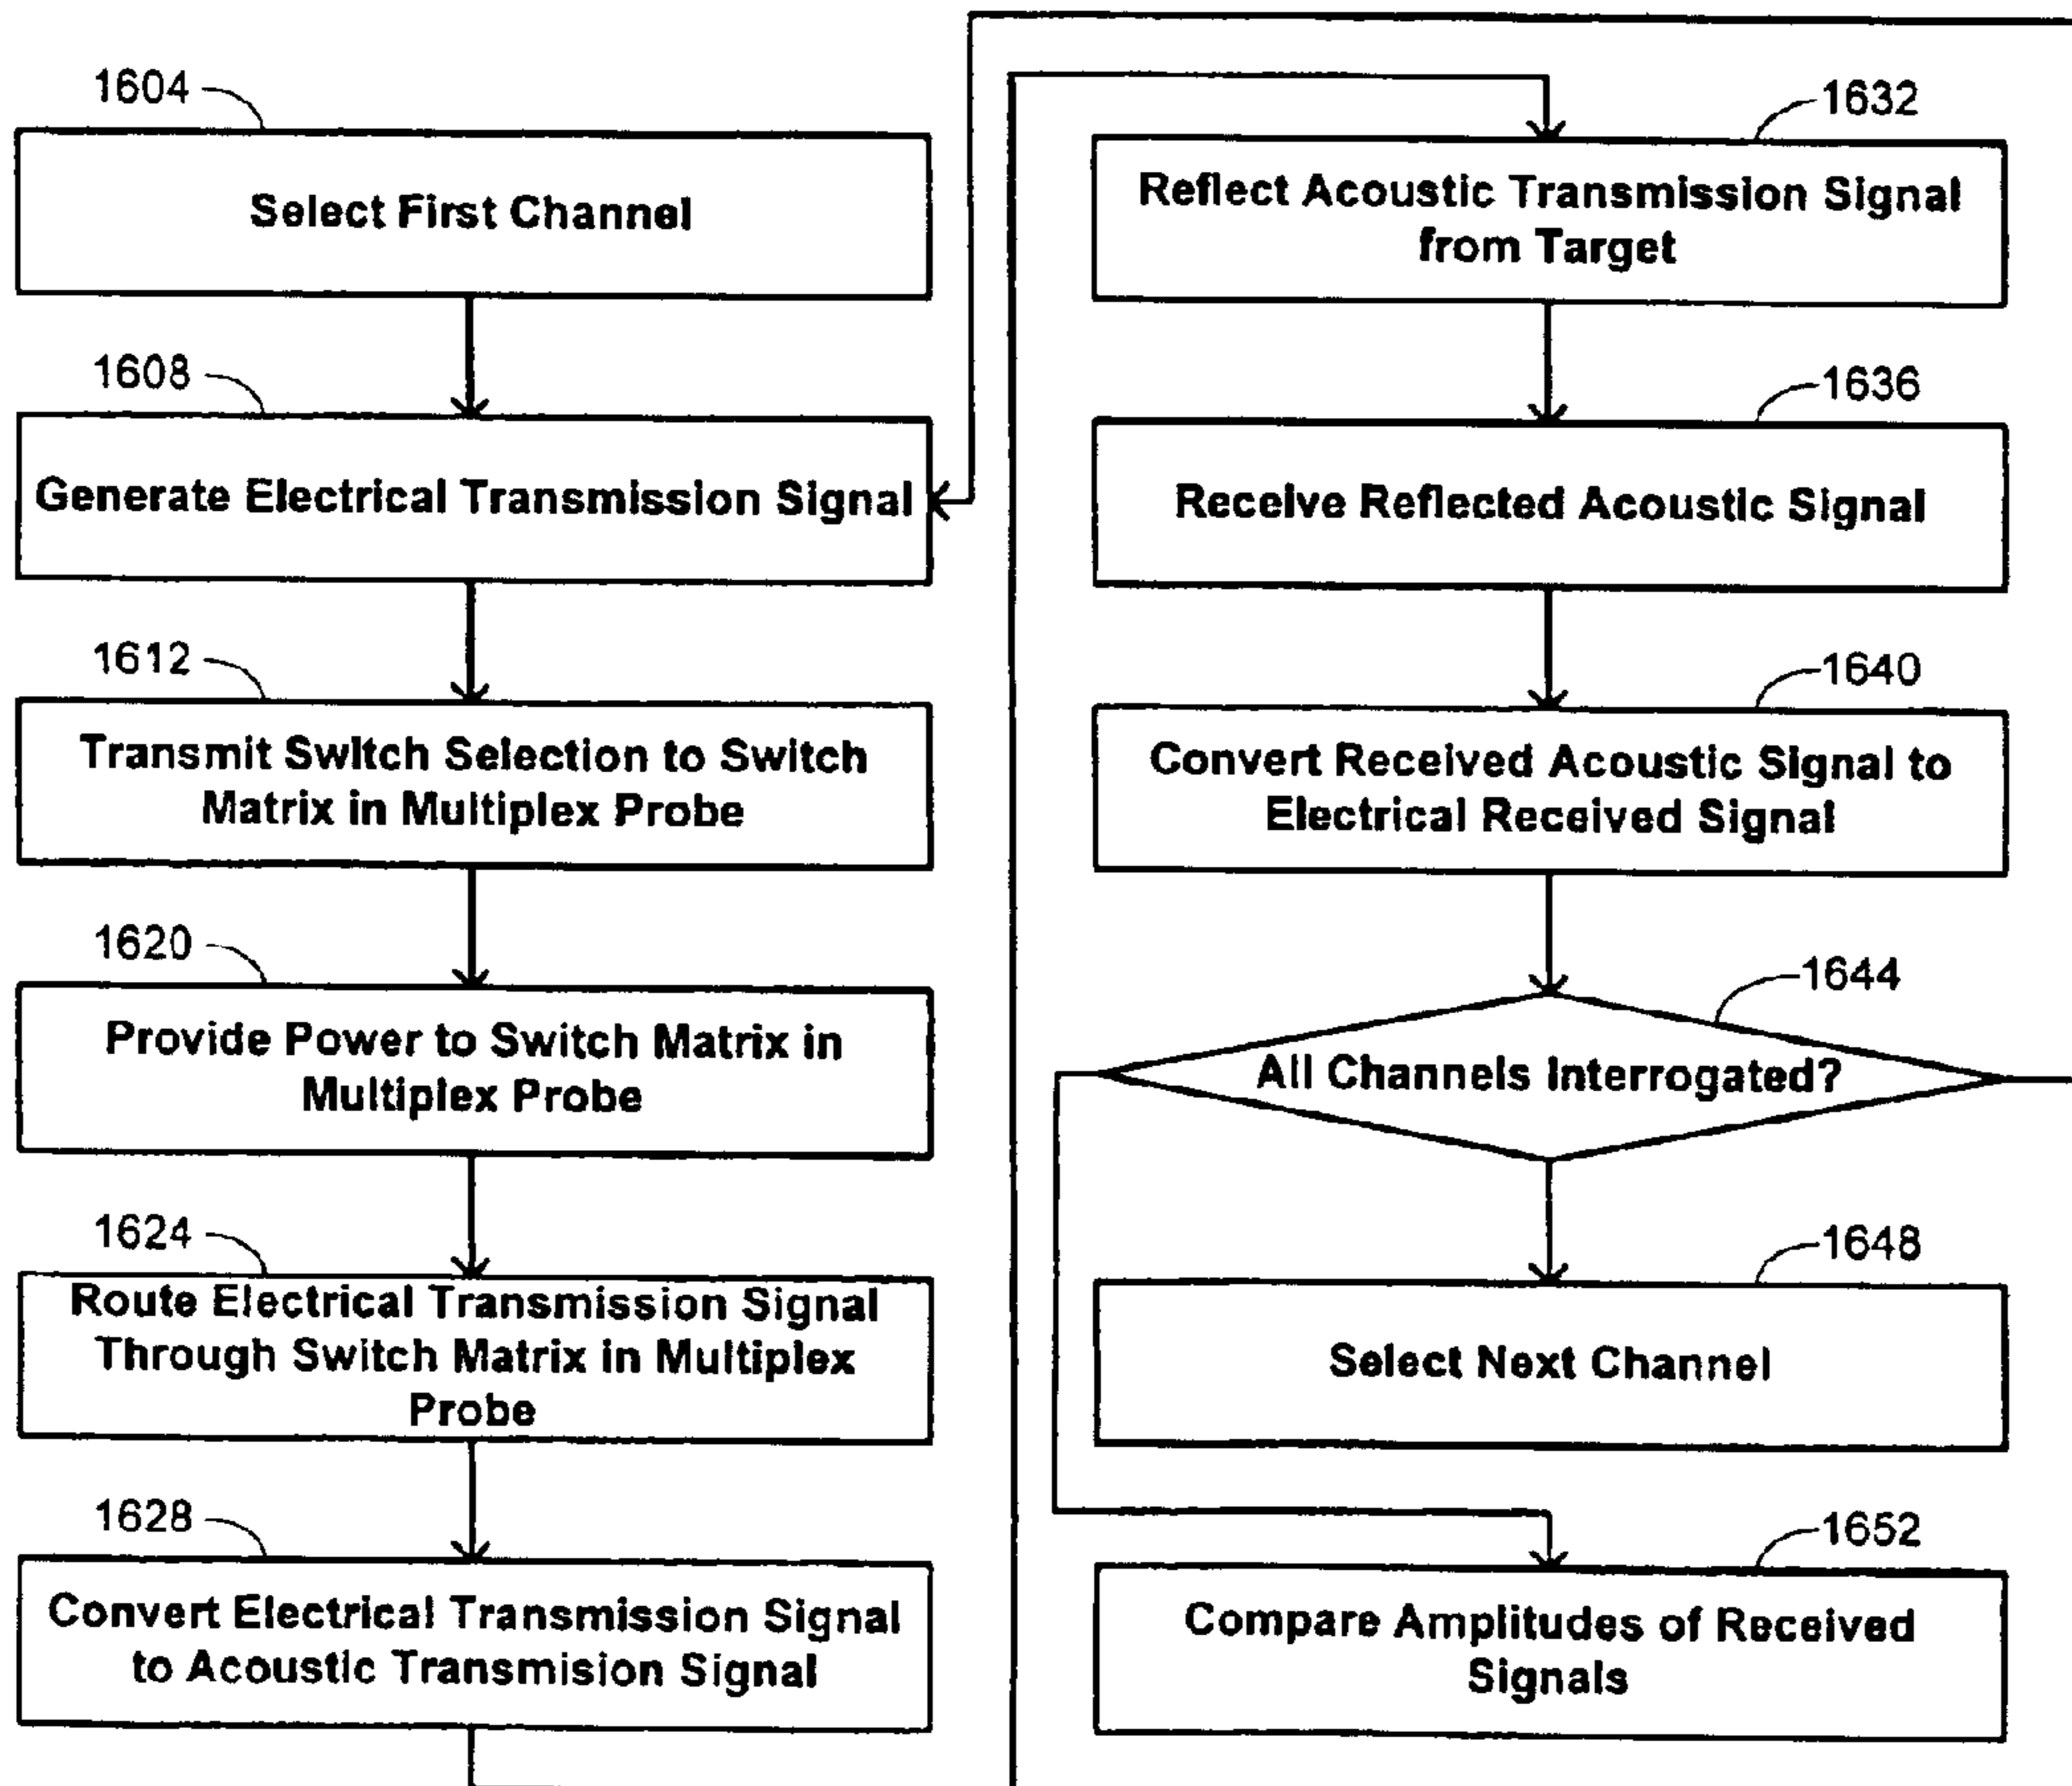 1604
Select First Channel
1608
Generate Electrical Transmission Signal
1612
Transmit Switch Selection to Switch
Matrix in Multiplex Probe
1620
Provide Power to Switch Matrix in
Multiplex Probe
1624
Route Electrical Transmission Signal
Through Switch Matrix in Multiplex
Probe
1628
Convert Electrical Transmission Signal
to Acoustic Transmision Signal
1632
Reflect Acoustic Transmission Signal
from Target
1636
Receive Reflected Acoustic Signal
1640
Convert Received Acoustic Signal to
Electrical Received Signal
1644
All Channels Interrogated?
1648
Select Next Channel
1652
Compare Amplitudes of Received
Signals